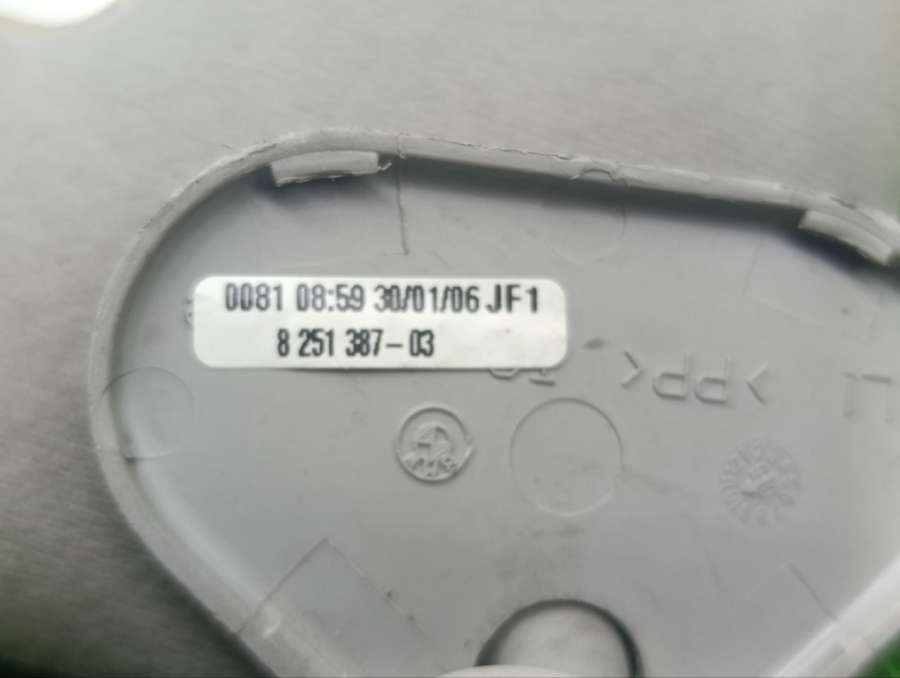 0081 08:59 30/01/06 JF1
8 251 387-03
>PP<